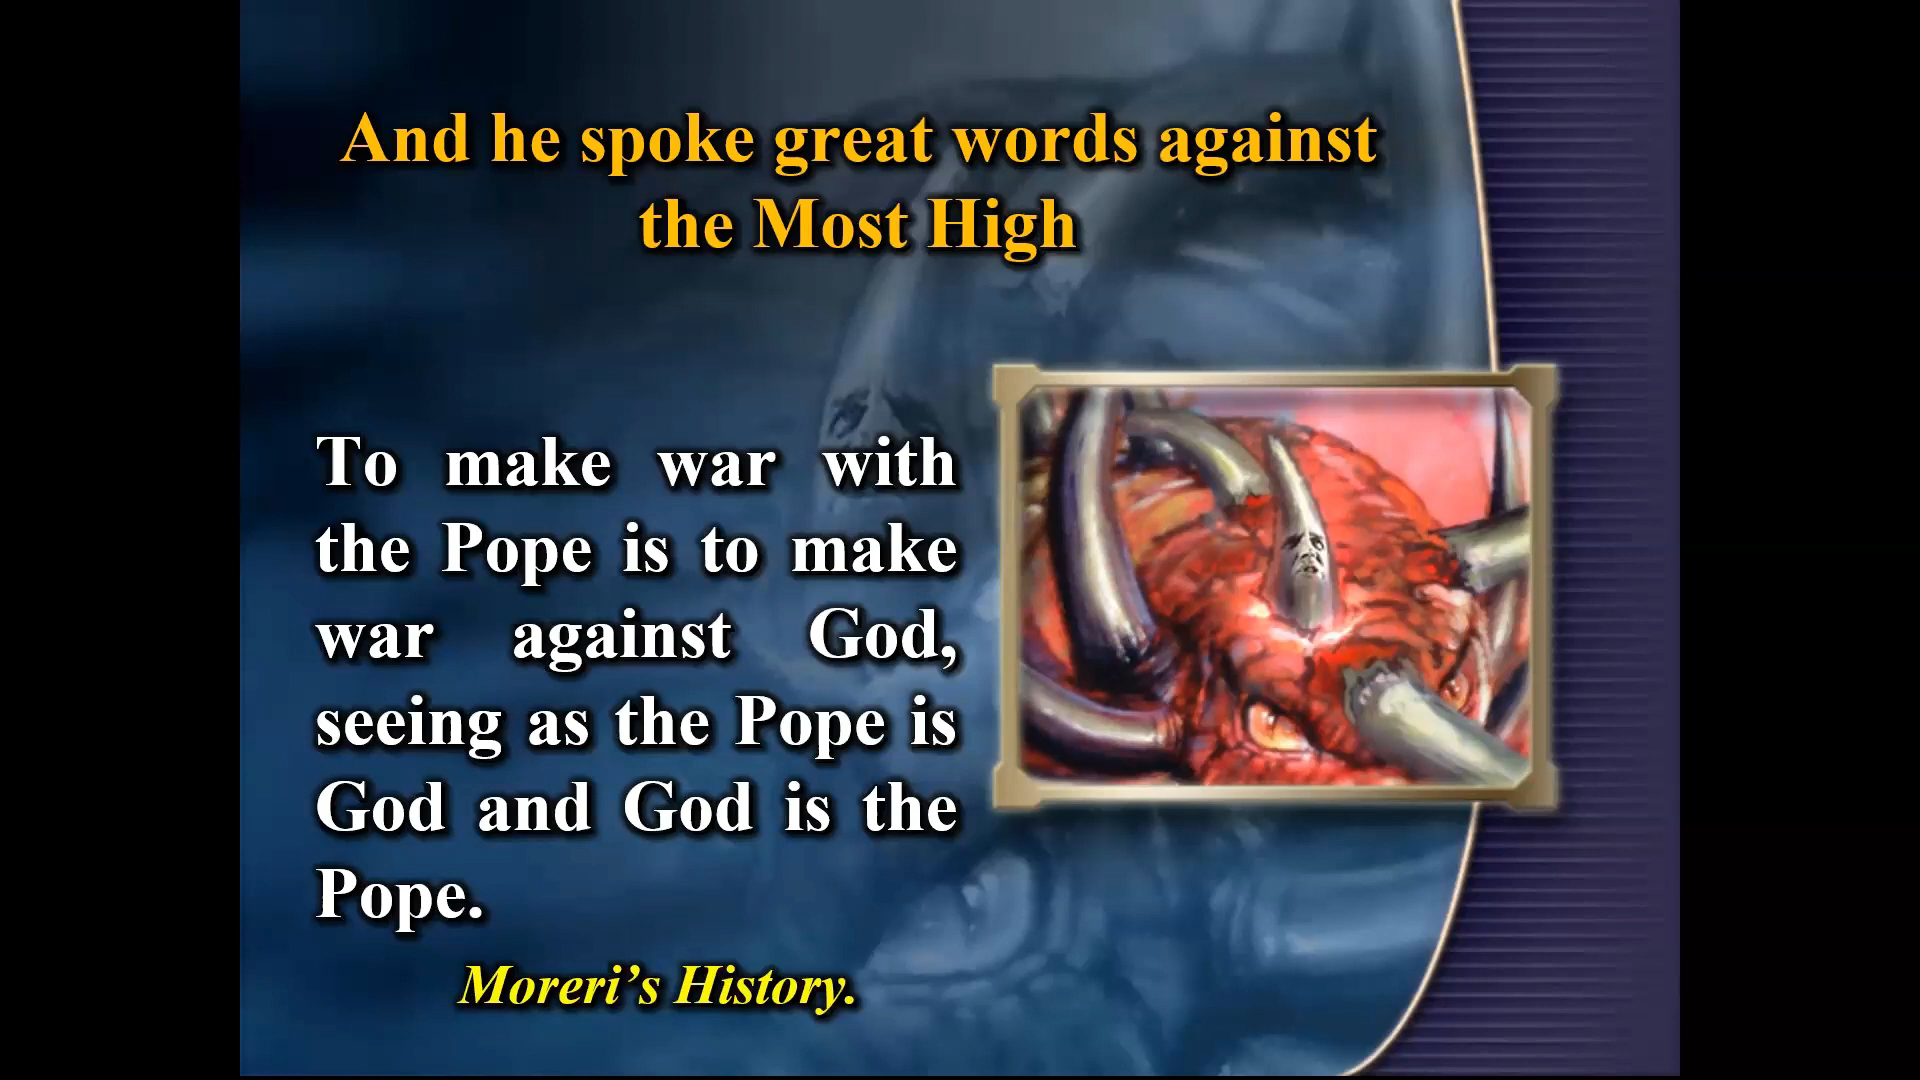 And he spoke great words against
the Most High
To make war with
the Pope is to make
war against God,
seeing as the Pope is
God and God is the
Pope.
Moreri’s History.